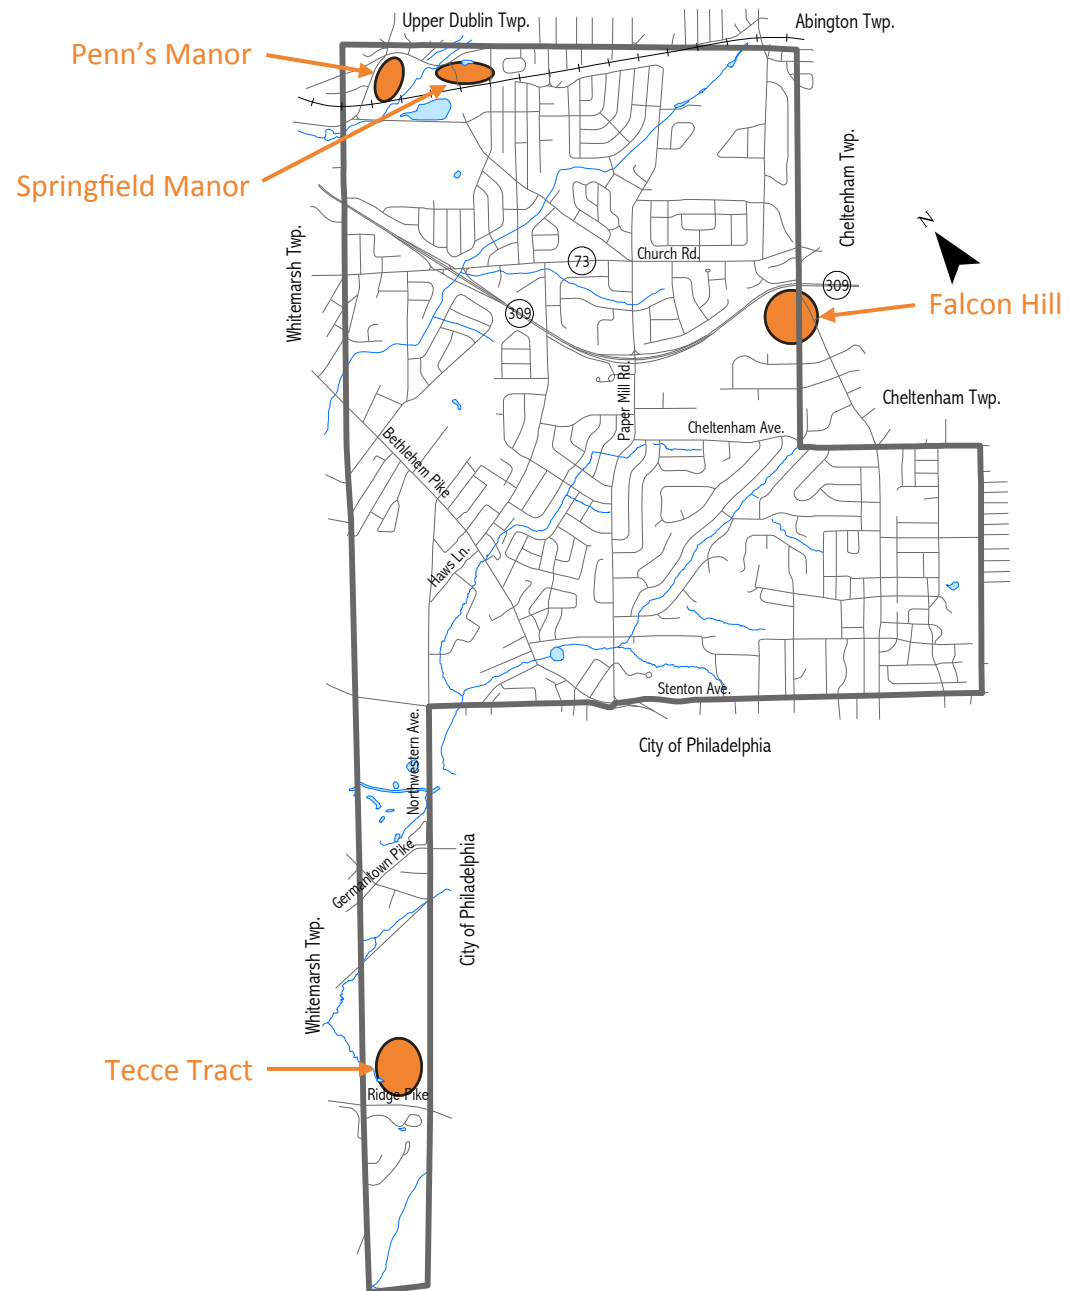 Upper Dublin Twp.
Abington Twp.
Penn's Manor
Springfield Manor
Cheltenham Twp.
N
Whitemarsh Twp.
73
Church Rd.
309
309
Falcon Hill
Paper Mill Rd.
Cheltenham Twp.
Cheltenham Ave.
Bethlehem Pike
Haws Ln.
Stenton Ave.
Northwestern Ave.
City of Philadelphia
Germantown Pike
City of Philadelphia
Whitemarsh Twp.
Tecce Tract
Ridge Pike